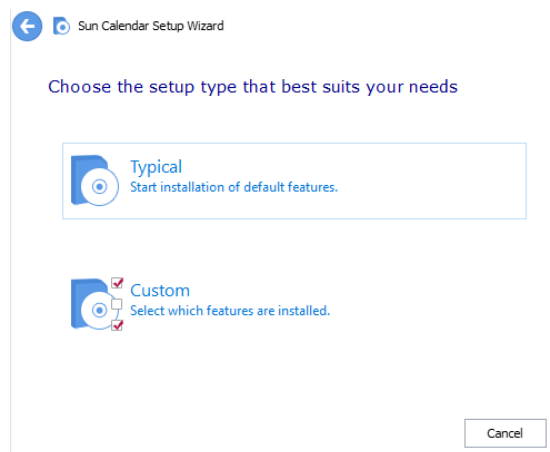 Sun Calendar Setup Wizard
Choose the setup type that best suits your needs
Typical
Start installation of default features.
Custom
Select which features are installed.
Cancel